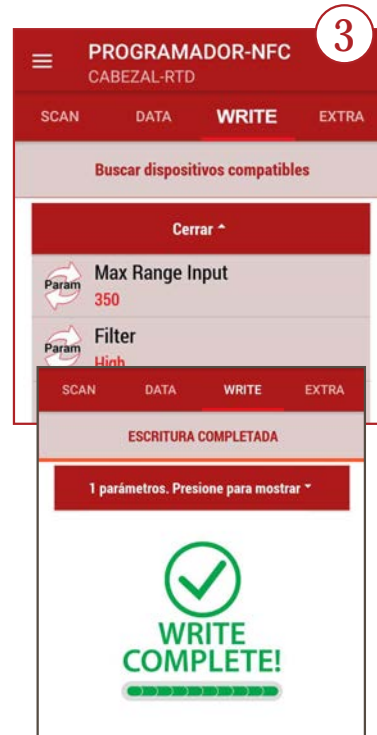 3
PROGRAMADOR-NFC
CABEZAL-RTD
SCAN DATA WRITE EXTRA
Buscar dispositivos compatibles
Cerrar
Param Max Range Input
350
Param Filter
High
SCAN DATA WRITE EXTRA
ESCRITURA COMPLETADA
1 parámetros. Presione para mostrar
WRITE
COMPLETE!